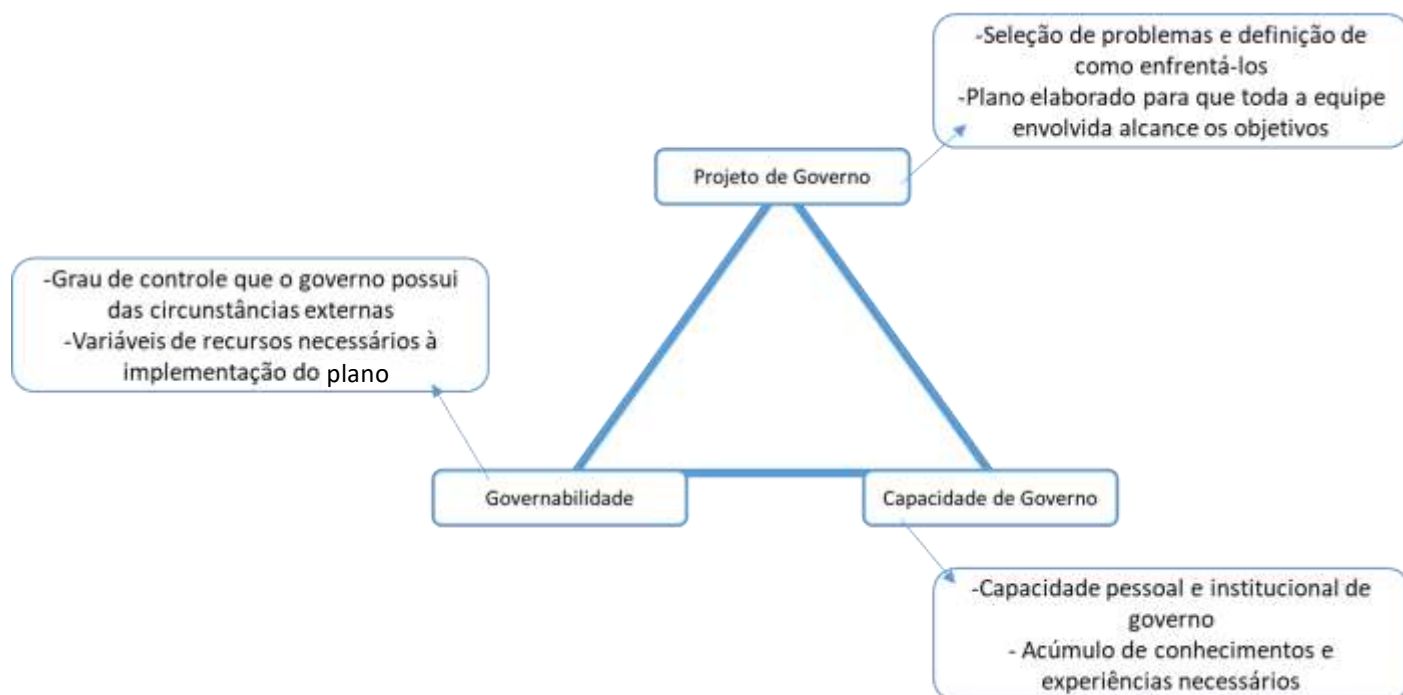 -Seleção de problemas e definição de
como enfrentá-los
-Plano elaborado para que toda a equipe
envolvida alcance os objetivos
Projeto de Governo
-Grau de controle que o governo possui
das circunstâncias externas
-Variáveis de recursos necessários à
implementação do plano
Governabilidade
Capacidade de Governo
-Capacidade pessoal e institucional de
governo
- Acúmulo de conhecimentos e
experiências necessários